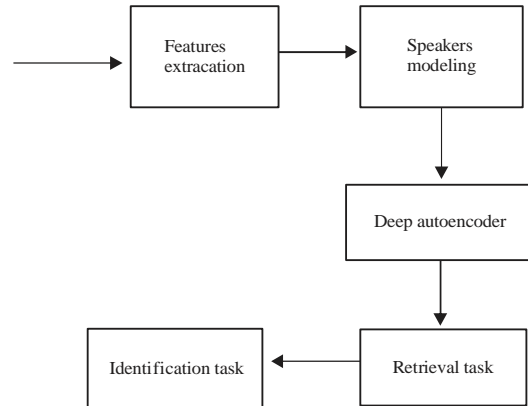 Features
extracation
Speakers
modeling
Deep autoencoder
Retrieval task
Identification task